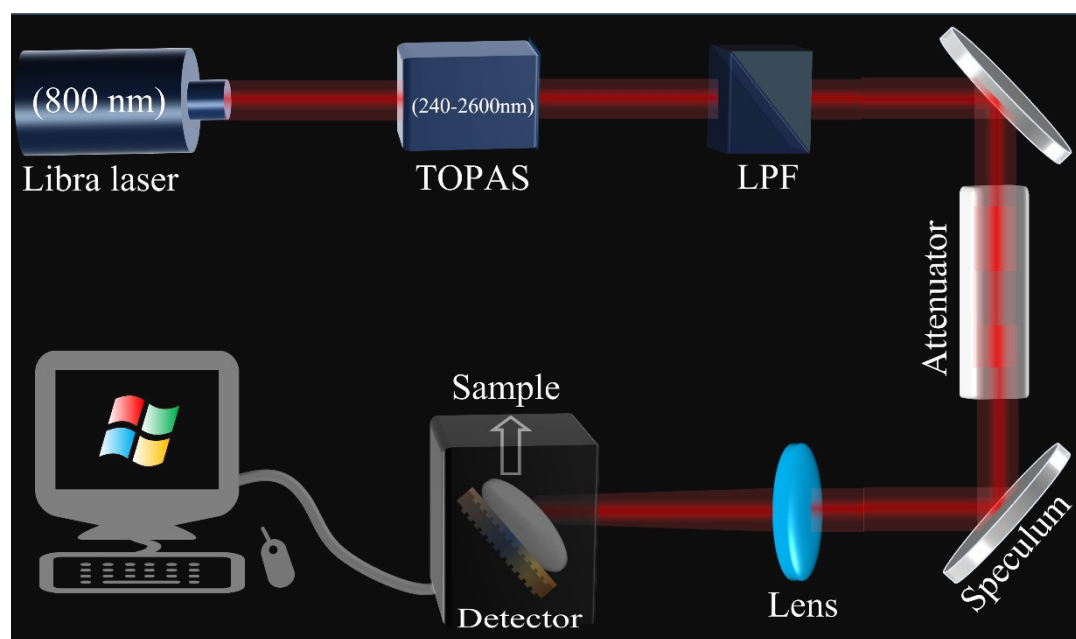 (800 nm)
Libra laser
(240-2600nm)
TOPAS
LPF
Attenuator
Sample
Detector
Lens
Speculum